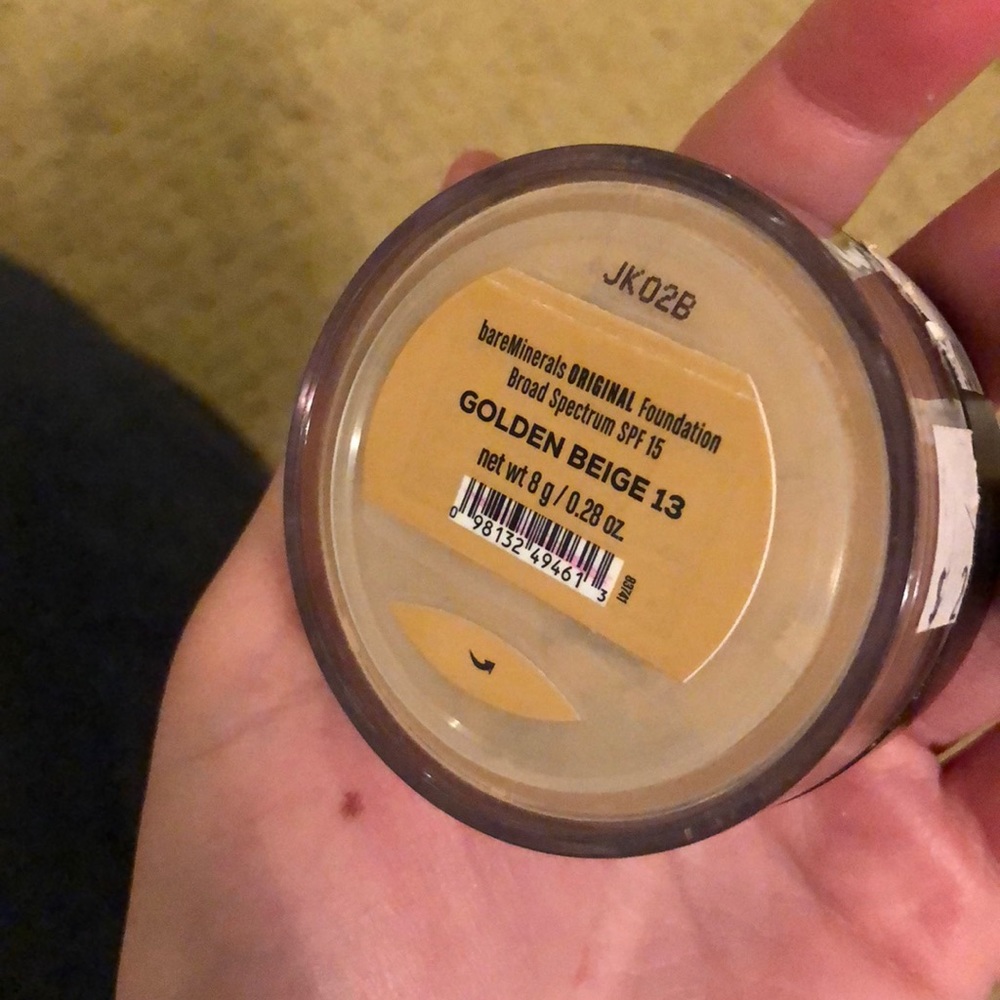 JK02B
bareMinerals ORIGINAL Foundation
Broad Spectrum SPF 15
GOLDEN BEIGE 13
net wt 8 g / 0.28 oz.
0 98132 49461 3
83741